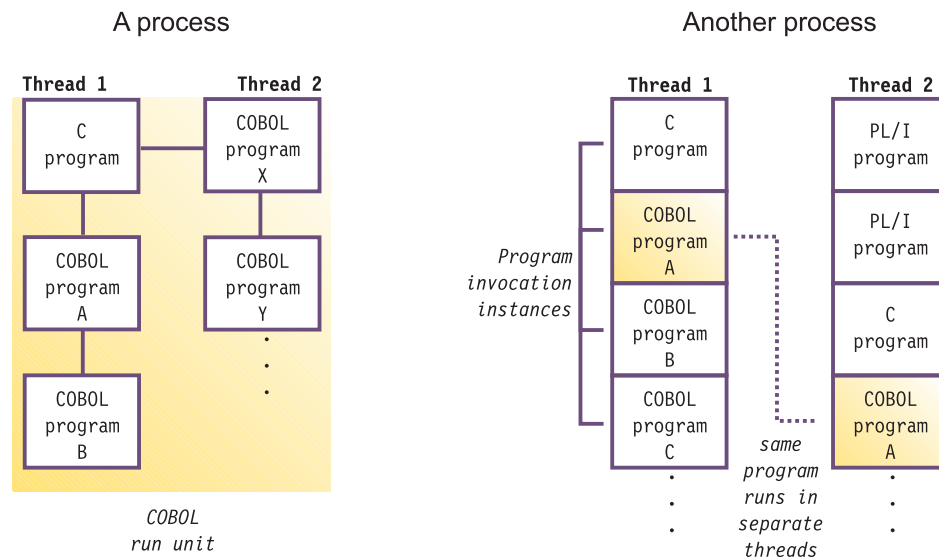 A process
Thread 1
C
program
COBOL
program
A
COBOL
program
B
Thread 2
COBOL
program
X
COBOL
program
Y
.
.
.
COBOL
run unit
Another process
Thread 1
C
program
COBOL
program
A
COBOL
program
B
COBOL
program
C
.
.
.
Program
invocation
instances
Thread 2
PL/I
program
PL/I
program
C
program
COBOL
program
A
.
.
.
same
program
runs in
separate
threads